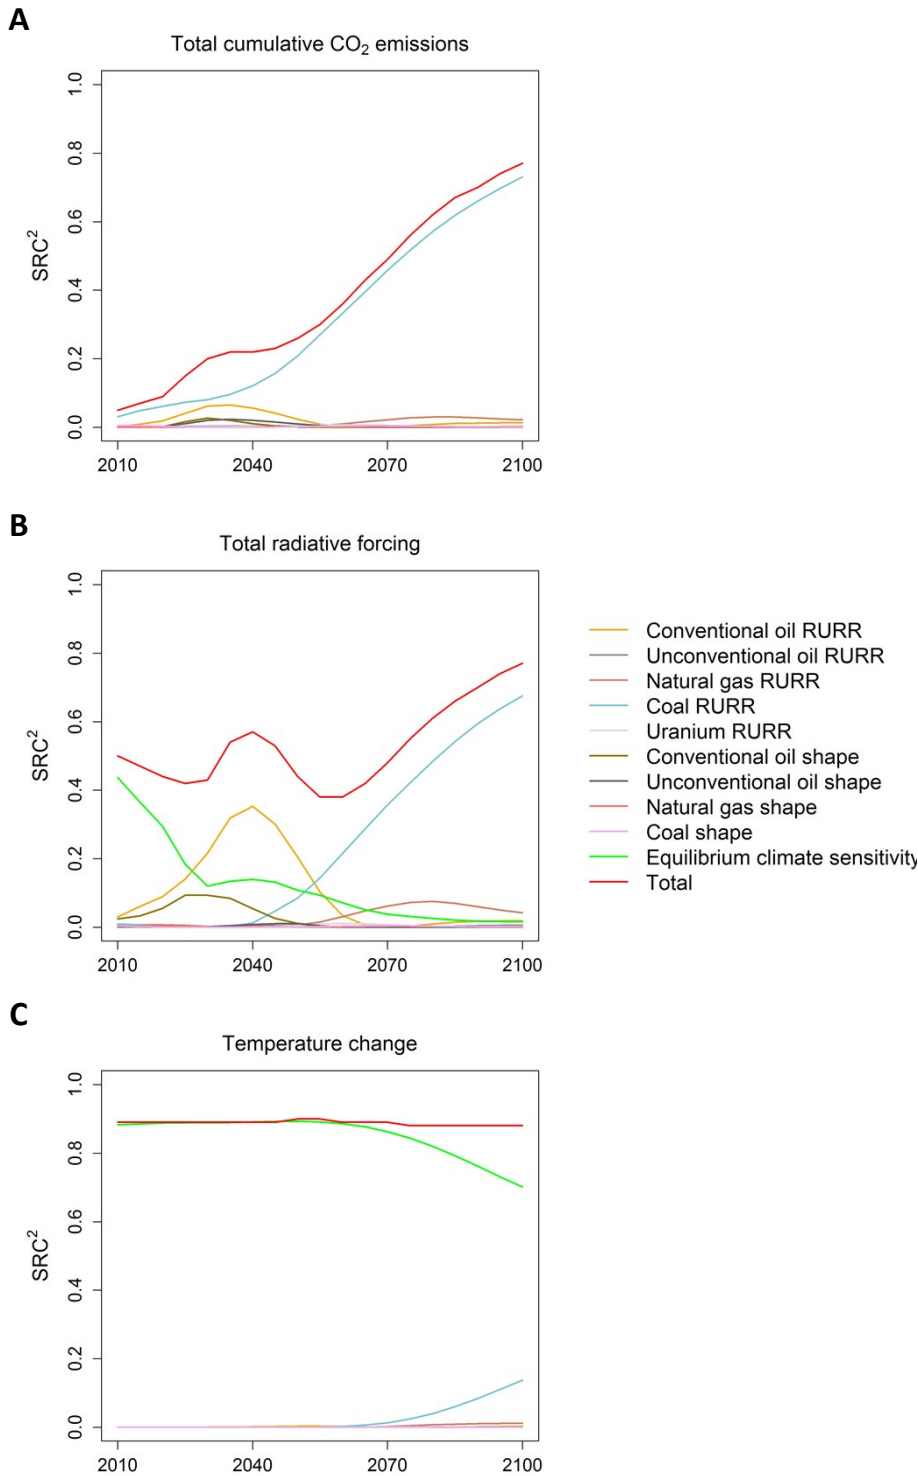 A
Total cumulative CO₂ emissions
SRC²
0.0 0.2 0.4 0.6 0.8 1.0
2010 2040 2070 2100
B
Total radiative forcing
SRC²
0.0 0.2 0.4 0.6 0.8 1.0
2010 2040 2070 2100
Conventional oil RURR
Unconventional oil RURR
Natural gas RURR
Coal RURR
Uranium RURR
Conventional oil shape
Unconventional oil shape
Natural gas shape
Coal shape
Equilibrium climate sensitivity
Total
C
Temperature change
SRC²
0.0 0.2 0.4 0.6 0.8 1.0
2010 2040 2070 2100